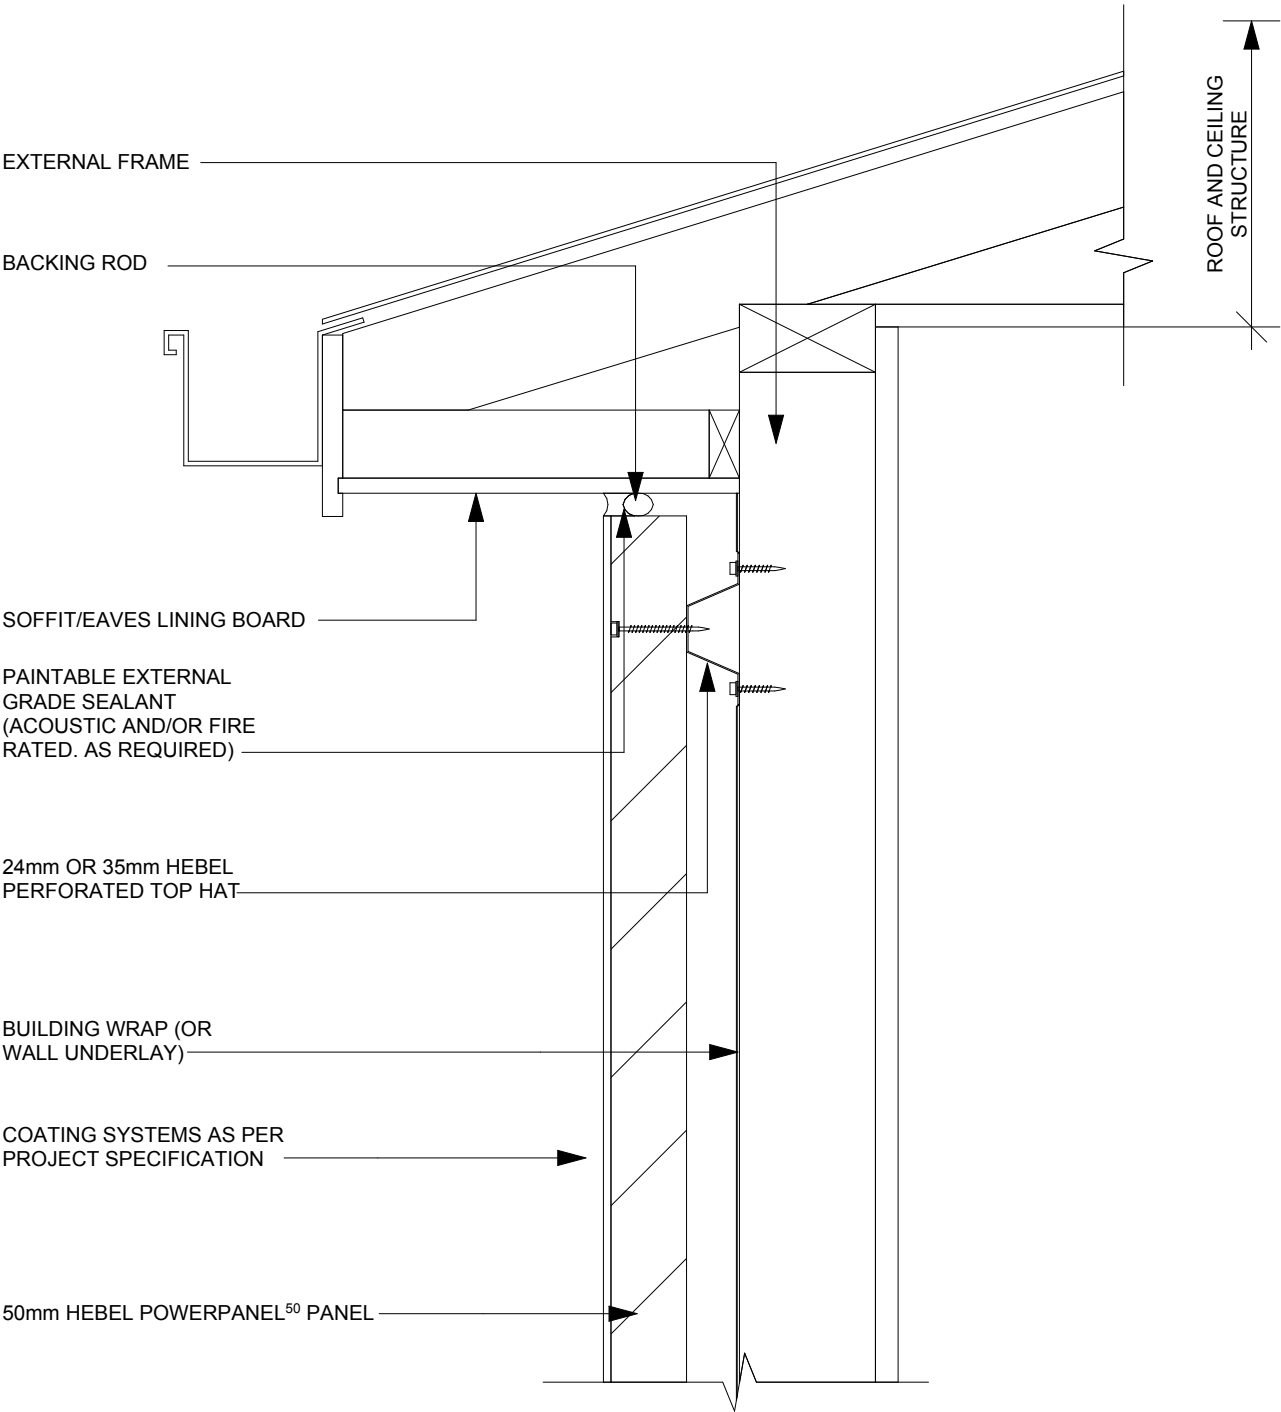 ROOF AND CEILING
STRUCTURE
EXTERNAL FRAME
BACKING ROD
SOFFIT/EAVES LINING BOARD
PAINTABLE EXTERNAL
GRADE SEALANT
(ACOUSTIC AND/OR FIRE
RATED. AS REQUIRED)
24mm OR 35mm HEBEL
PERFORATED TOP HAT
BUILDING WRAP (OR
WALL UNDERLAY)
COATING SYSTEMS AS PER
PROJECT SPECIFICATION
50mm HEBEL POWERPANEL⁵⁰ PANEL